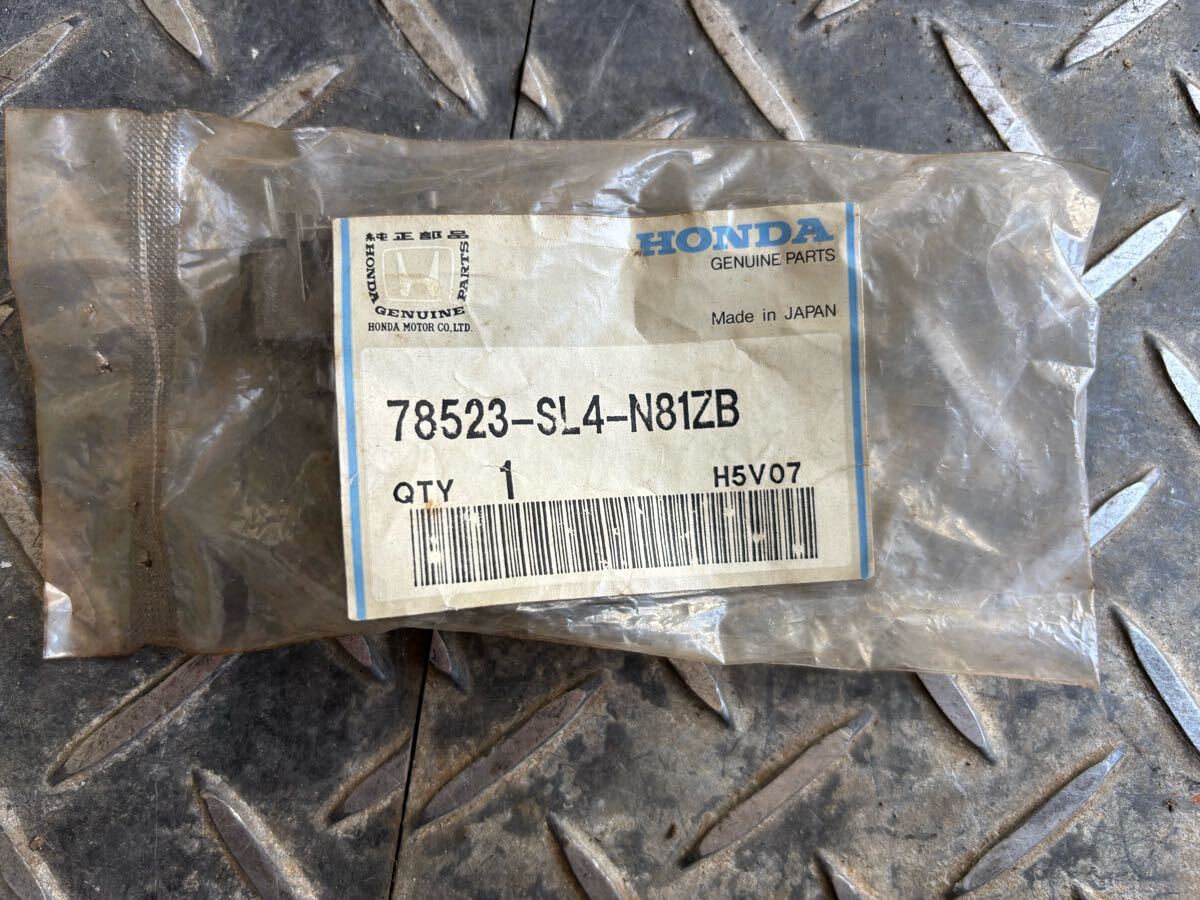 純正部品
HONDA GENUINE PARTS
HONDA MOTOR CO., LTD.
HONDA
GENUINE PARTS
Made in JAPAN
78523-SL4-N81ZB
QTY 1 H5V07